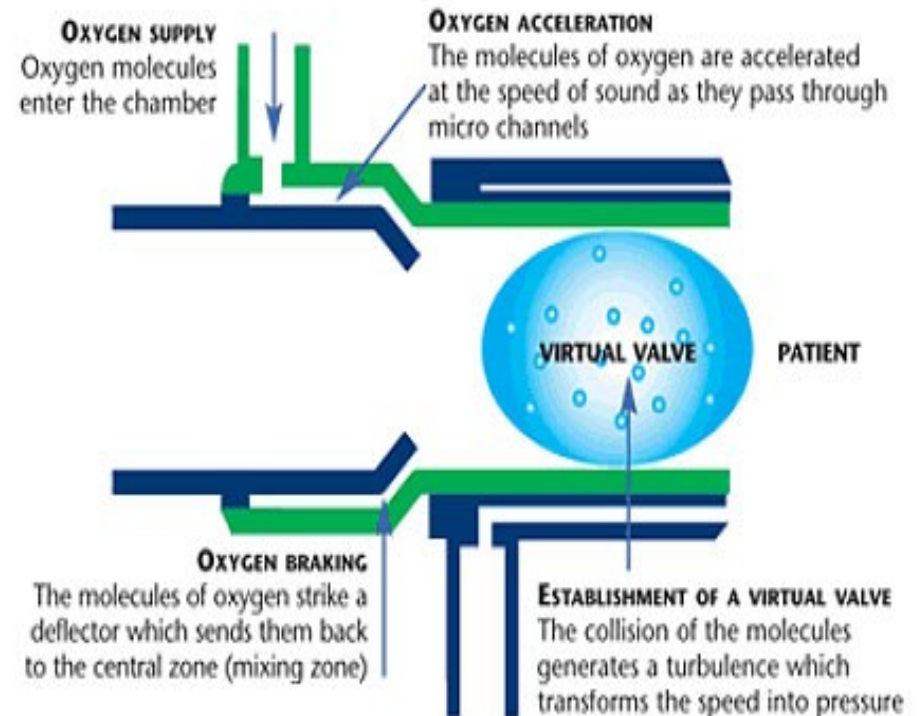 OXYGEN SUPPLY
Oxygen molecules
enter the chamber
OXYGEN ACCELERATION
The molecules of oxygen are accelerated
at the speed of sound as they pass through
micro channels
VIRTUAL VALVE
PATIENT
OXYGEN BRAKING
The molecules of oxygen strike a
deflector which sends them back
to the central zone (mixing zone)
ESTABLISHMENT OF A VIRTUAL VALVE
The collision of the molecules
generates a turbulence which
transforms the speed into pressure